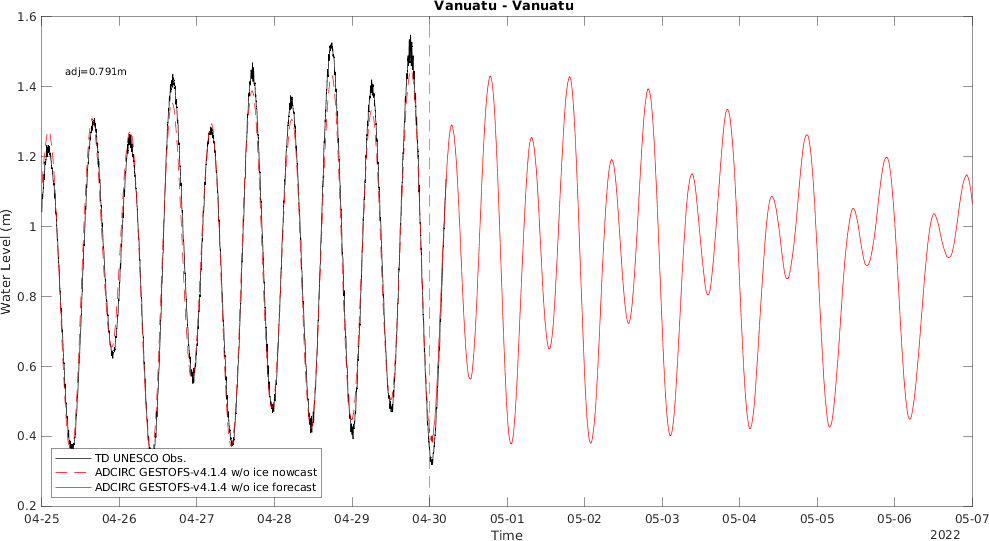 Vanuatu - Vanuatu
1.6
1.4
1.2
1
0.8
0.6
0.4
0.2
Water Level (m)
adj=0.791m
TD UNESCO Obs.
ADCIRC GESTOFS-v4.1.4 w/o ice nowcast
ADCIRC GESTOFS-v4.1.4 w/o ice forecast
04-25 04-26 04-27 04-28 04-29 04-30 05-01 05-02 05-03 05-04 05-05 05-06 05-07
Time
2022